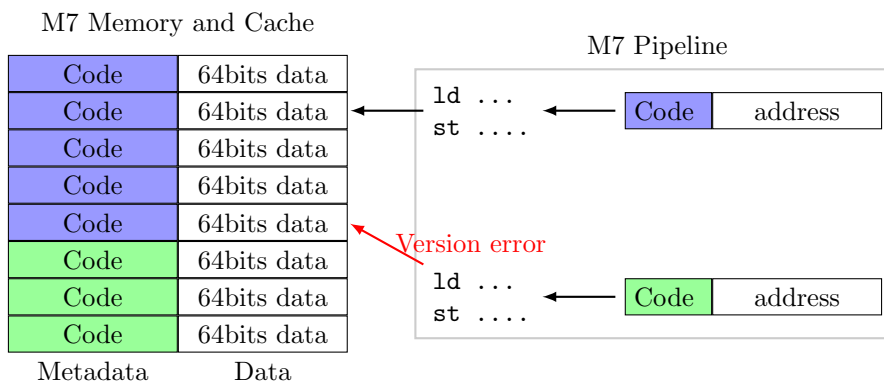 M7 Memory and Cache
Code 64bits data
Code 64bits data
Code 64bits data
Code 64bits data
Code 64bits data
Code 64bits data
Code 64bits data
Code 64bits data
Metadata Data
M7 Pipeline
ld ...
st ....
Code address
Version error
ld ...
st ....
Code address